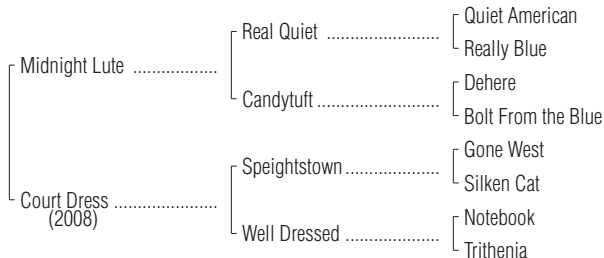 Quiet American
Real Quiet ....................
Really Blue
Midnight Lute ................
Dehere
Candytuft ......................
Bolt From the Blue
Gone West
Speightstown .................
Silken Cat
Court Dress ...................
(2008)
Notebook
Well Dressed .................
Trithenia